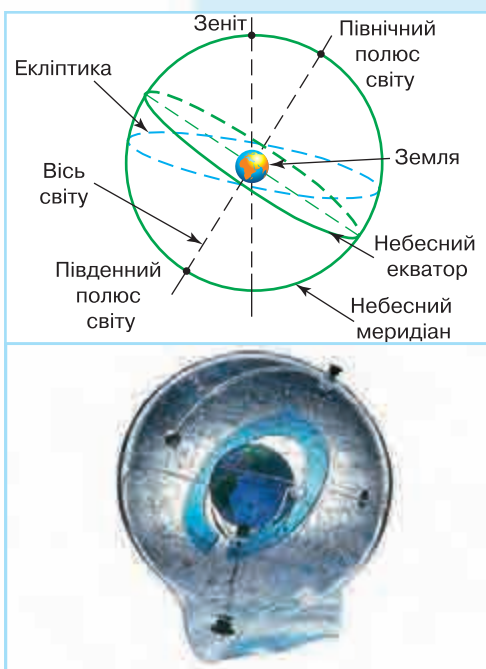 Зеніт
Північний
полюс
світу
Екліптика
Земля
Вісь
світу
Небесний
екватор
Південний
полюс
світу
Небесний
меридіан